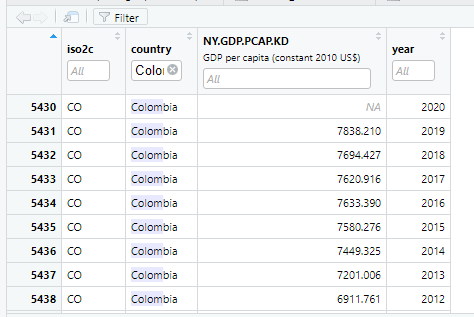 Filter
iso2c country NY.GDP.PCAP.KD year
GDP per capita (constant 2010 US$)
All Color All All
5430 CO Colombia NA 2020
5431 CO Colombia 7838.210 2019
5432 CO Colombia 7694.427 2018
5433 CO Colombia 7620.916 2017
5434 CO Colombia 7633.390 2016
5435 CO Colombia 7580.276 2015
5436 CO Colombia 7449.325 2014
5437 CO Colombia 7201.006 2013
5438 CO Colombia 6911.761 2012